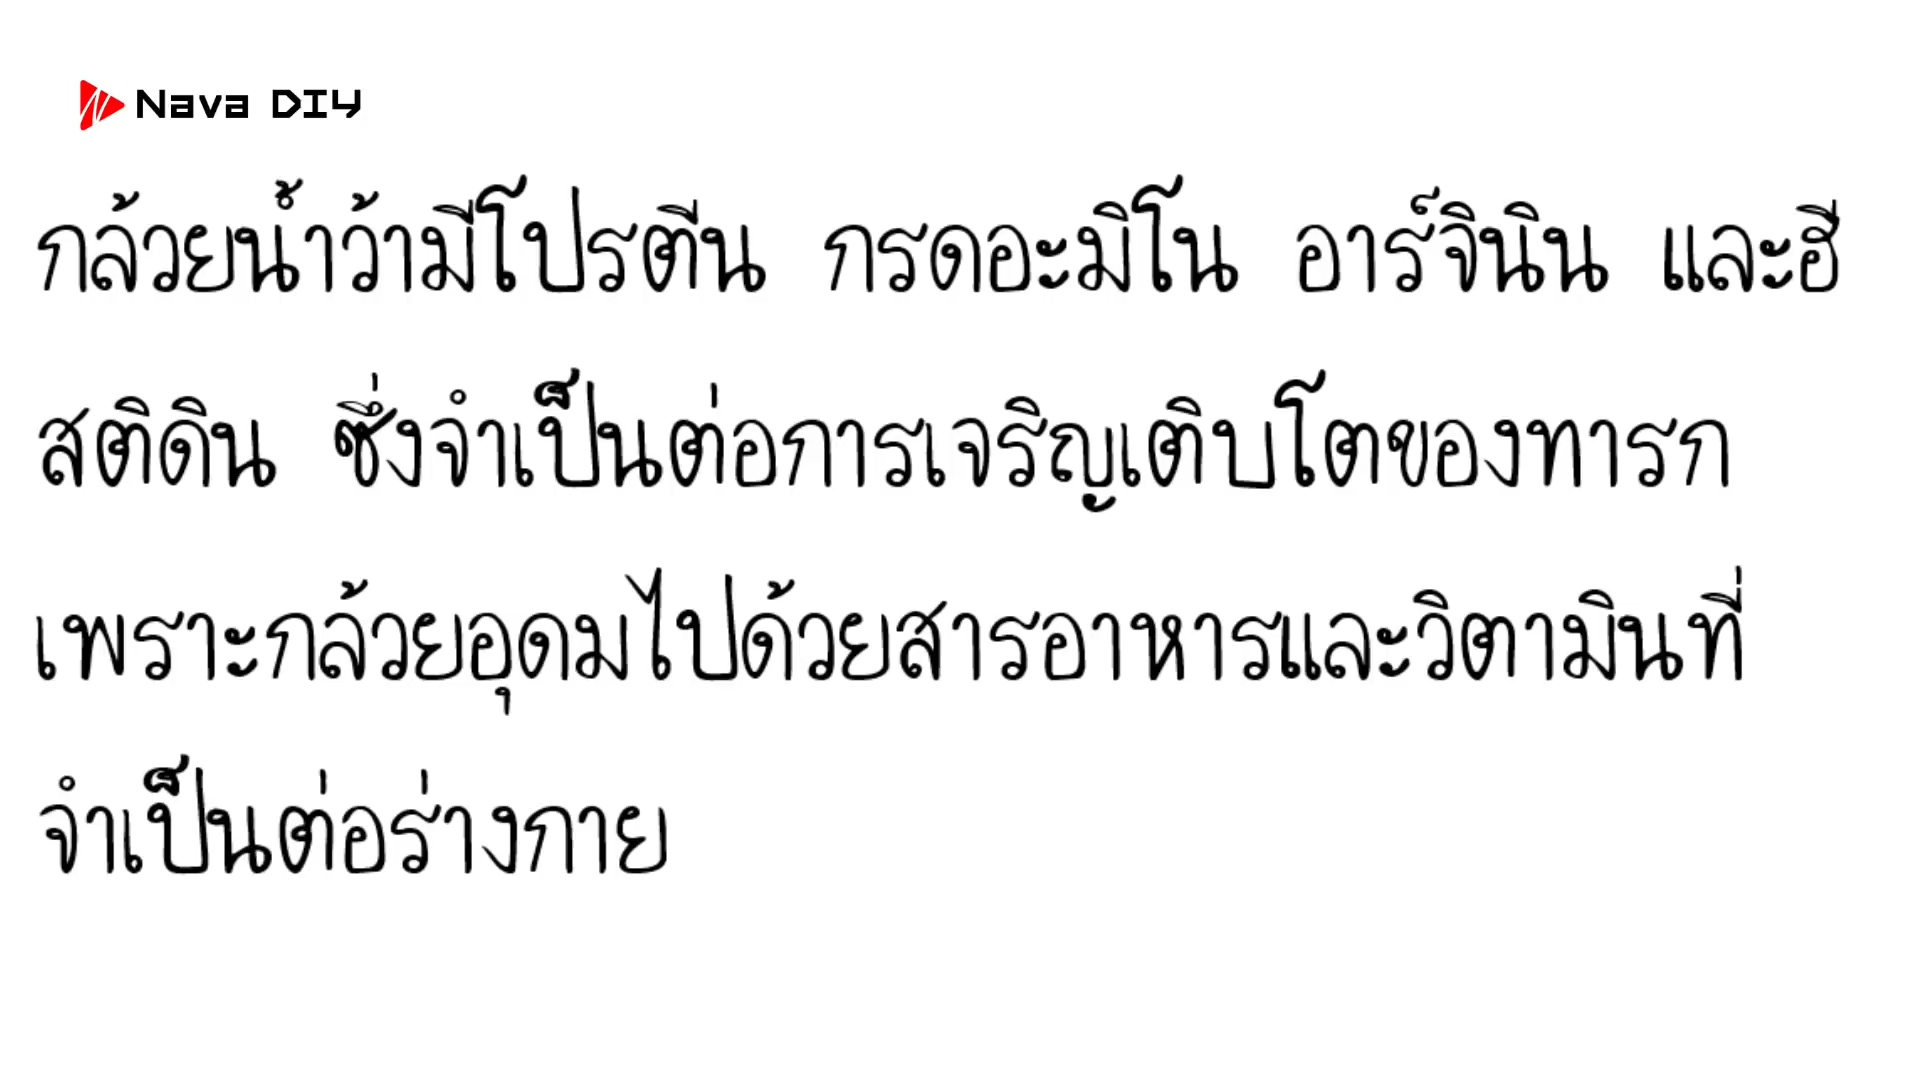 Nava DIY
กล้วยน้ำว้ามีโปรตีน กรดอะมิโน อาร์จินิน และฮี
สติดิน ซึ่งจำเป็นต่อการเจริญเติบโตของทารก
เพราะกล้วยอุดมไปด้วยสารอาหารและวิตามินที่
จำเป็นต่อร่างกาย